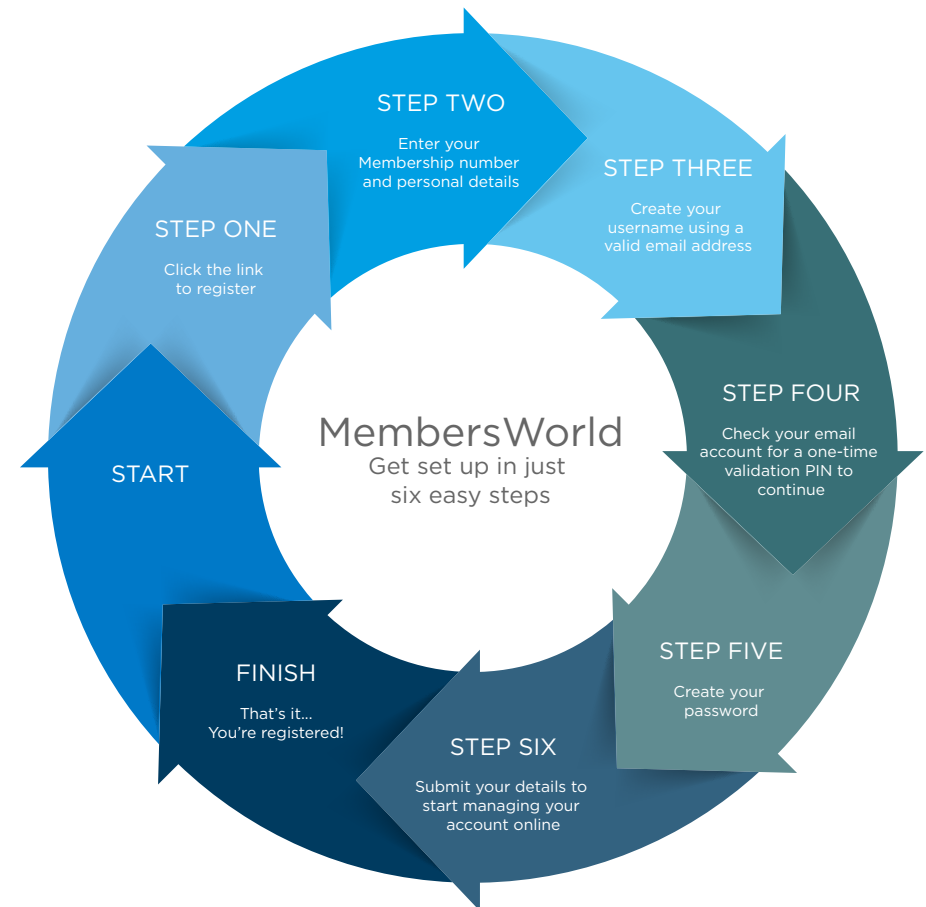 MembersWorld
Get set up in just
six easy steps
START
STEP ONE
Click the link
to register
STEP TWO
Enter your
Membership number
and personal details
STEP THREE
Create your
username using a
valid email address
STEP FOUR
Check your email
account for a one-time
validation PIN to
continue
STEP FIVE
Create your
password
STEP SIX
Submit your details to
start managing your
account online
FINISH
That’s it...
You’re registered!